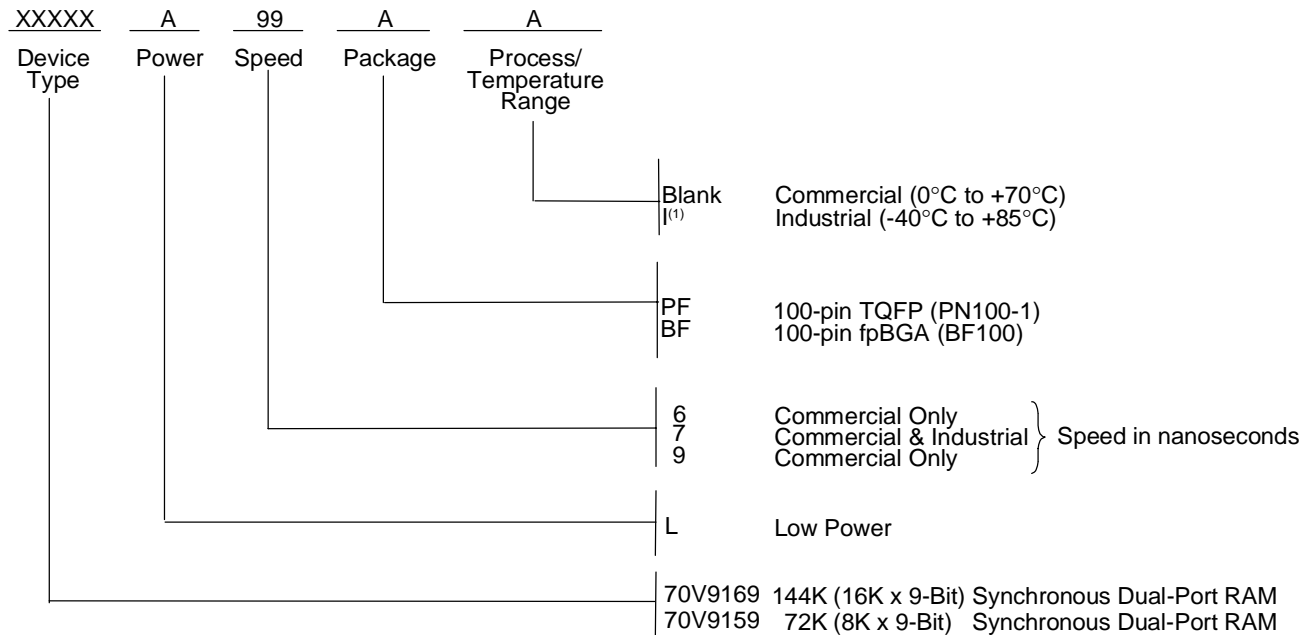 XXXXX A 99 A A
Device Type Power Speed Package Process/ Temperature Range
Blank Commercial (0°C to +70°C)
I(1) Industrial (-40°C to +85°C)
PF 100-pin TQFP (PN100-1)
BF 100-pin fpBGA (BF100)
6 Commercial Only
7 Commercial & Industrial Speed in nanoseconds
9 Commercial Only
L Low Power
70V9169 144K (16K x 9-Bit) Synchronous Dual-Port RAM
70V9159 72K (8K x 9-Bit) Synchronous Dual-Port RAM